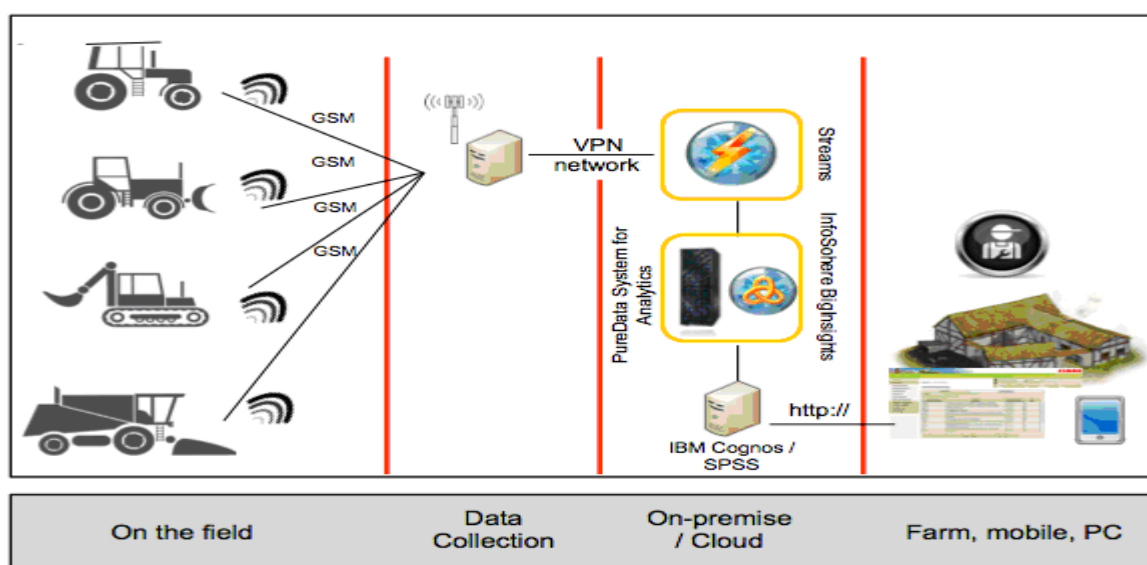 GSM
GSM
GSM
GSM
VPN
network
Streams
PureData System for
Analytics
InfoSohere BigInsights
http://
IBM Cognos /
SPSS
On the field
Data
Collection
On-premise
/ Cloud
Farm, mobile, PC